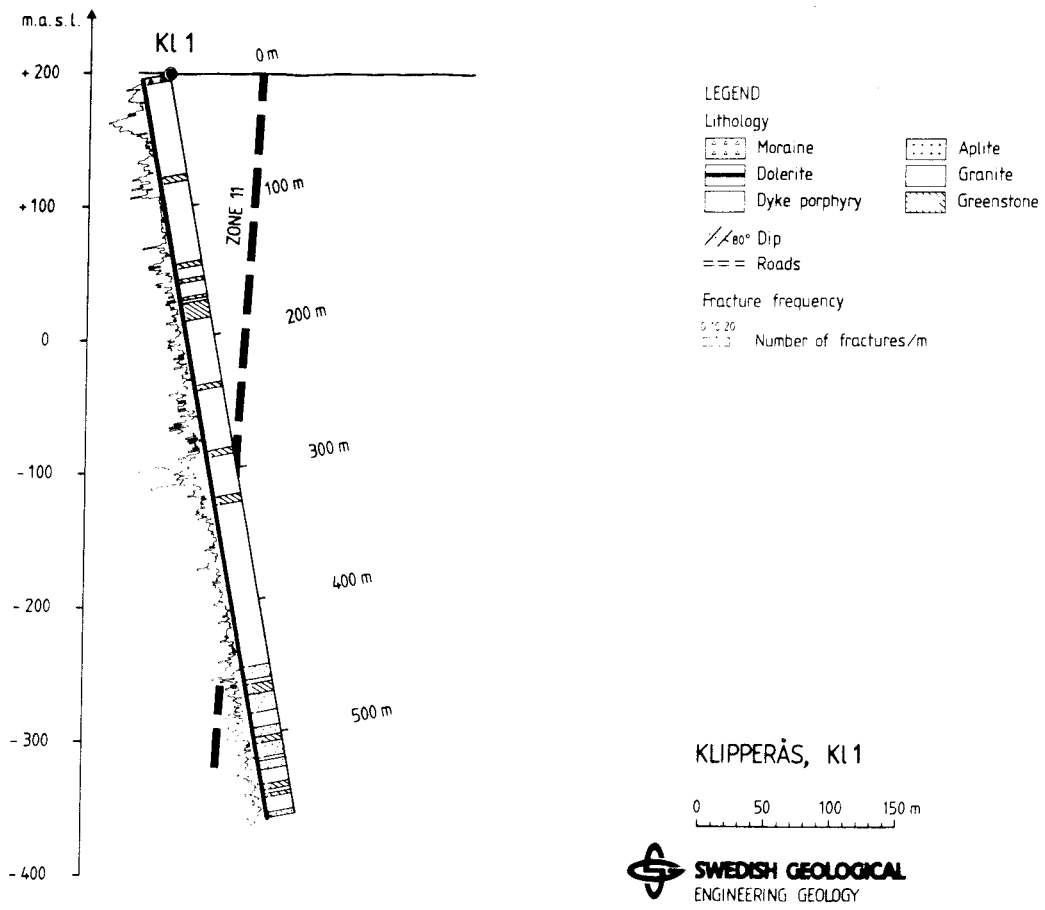 m.a.s.l.
Kl 1
0 m
+200
+100
0
-100
-200
-300
-400
100 m
200 m
300 m
400 m
500 m
ZONE 11
LEGEND
Lithology
Moraine
Dolerite
Dyke porphyry
Aplite
Granite
Greenstone
80° Dip
Roads
Fracture frequency
0 10 20
Number of fractures/m
KLIPPERÅS, Kl 1
0 50 100 150 m
SWEDISH GEOLOGICAL
ENGINEERING GEOLOGY